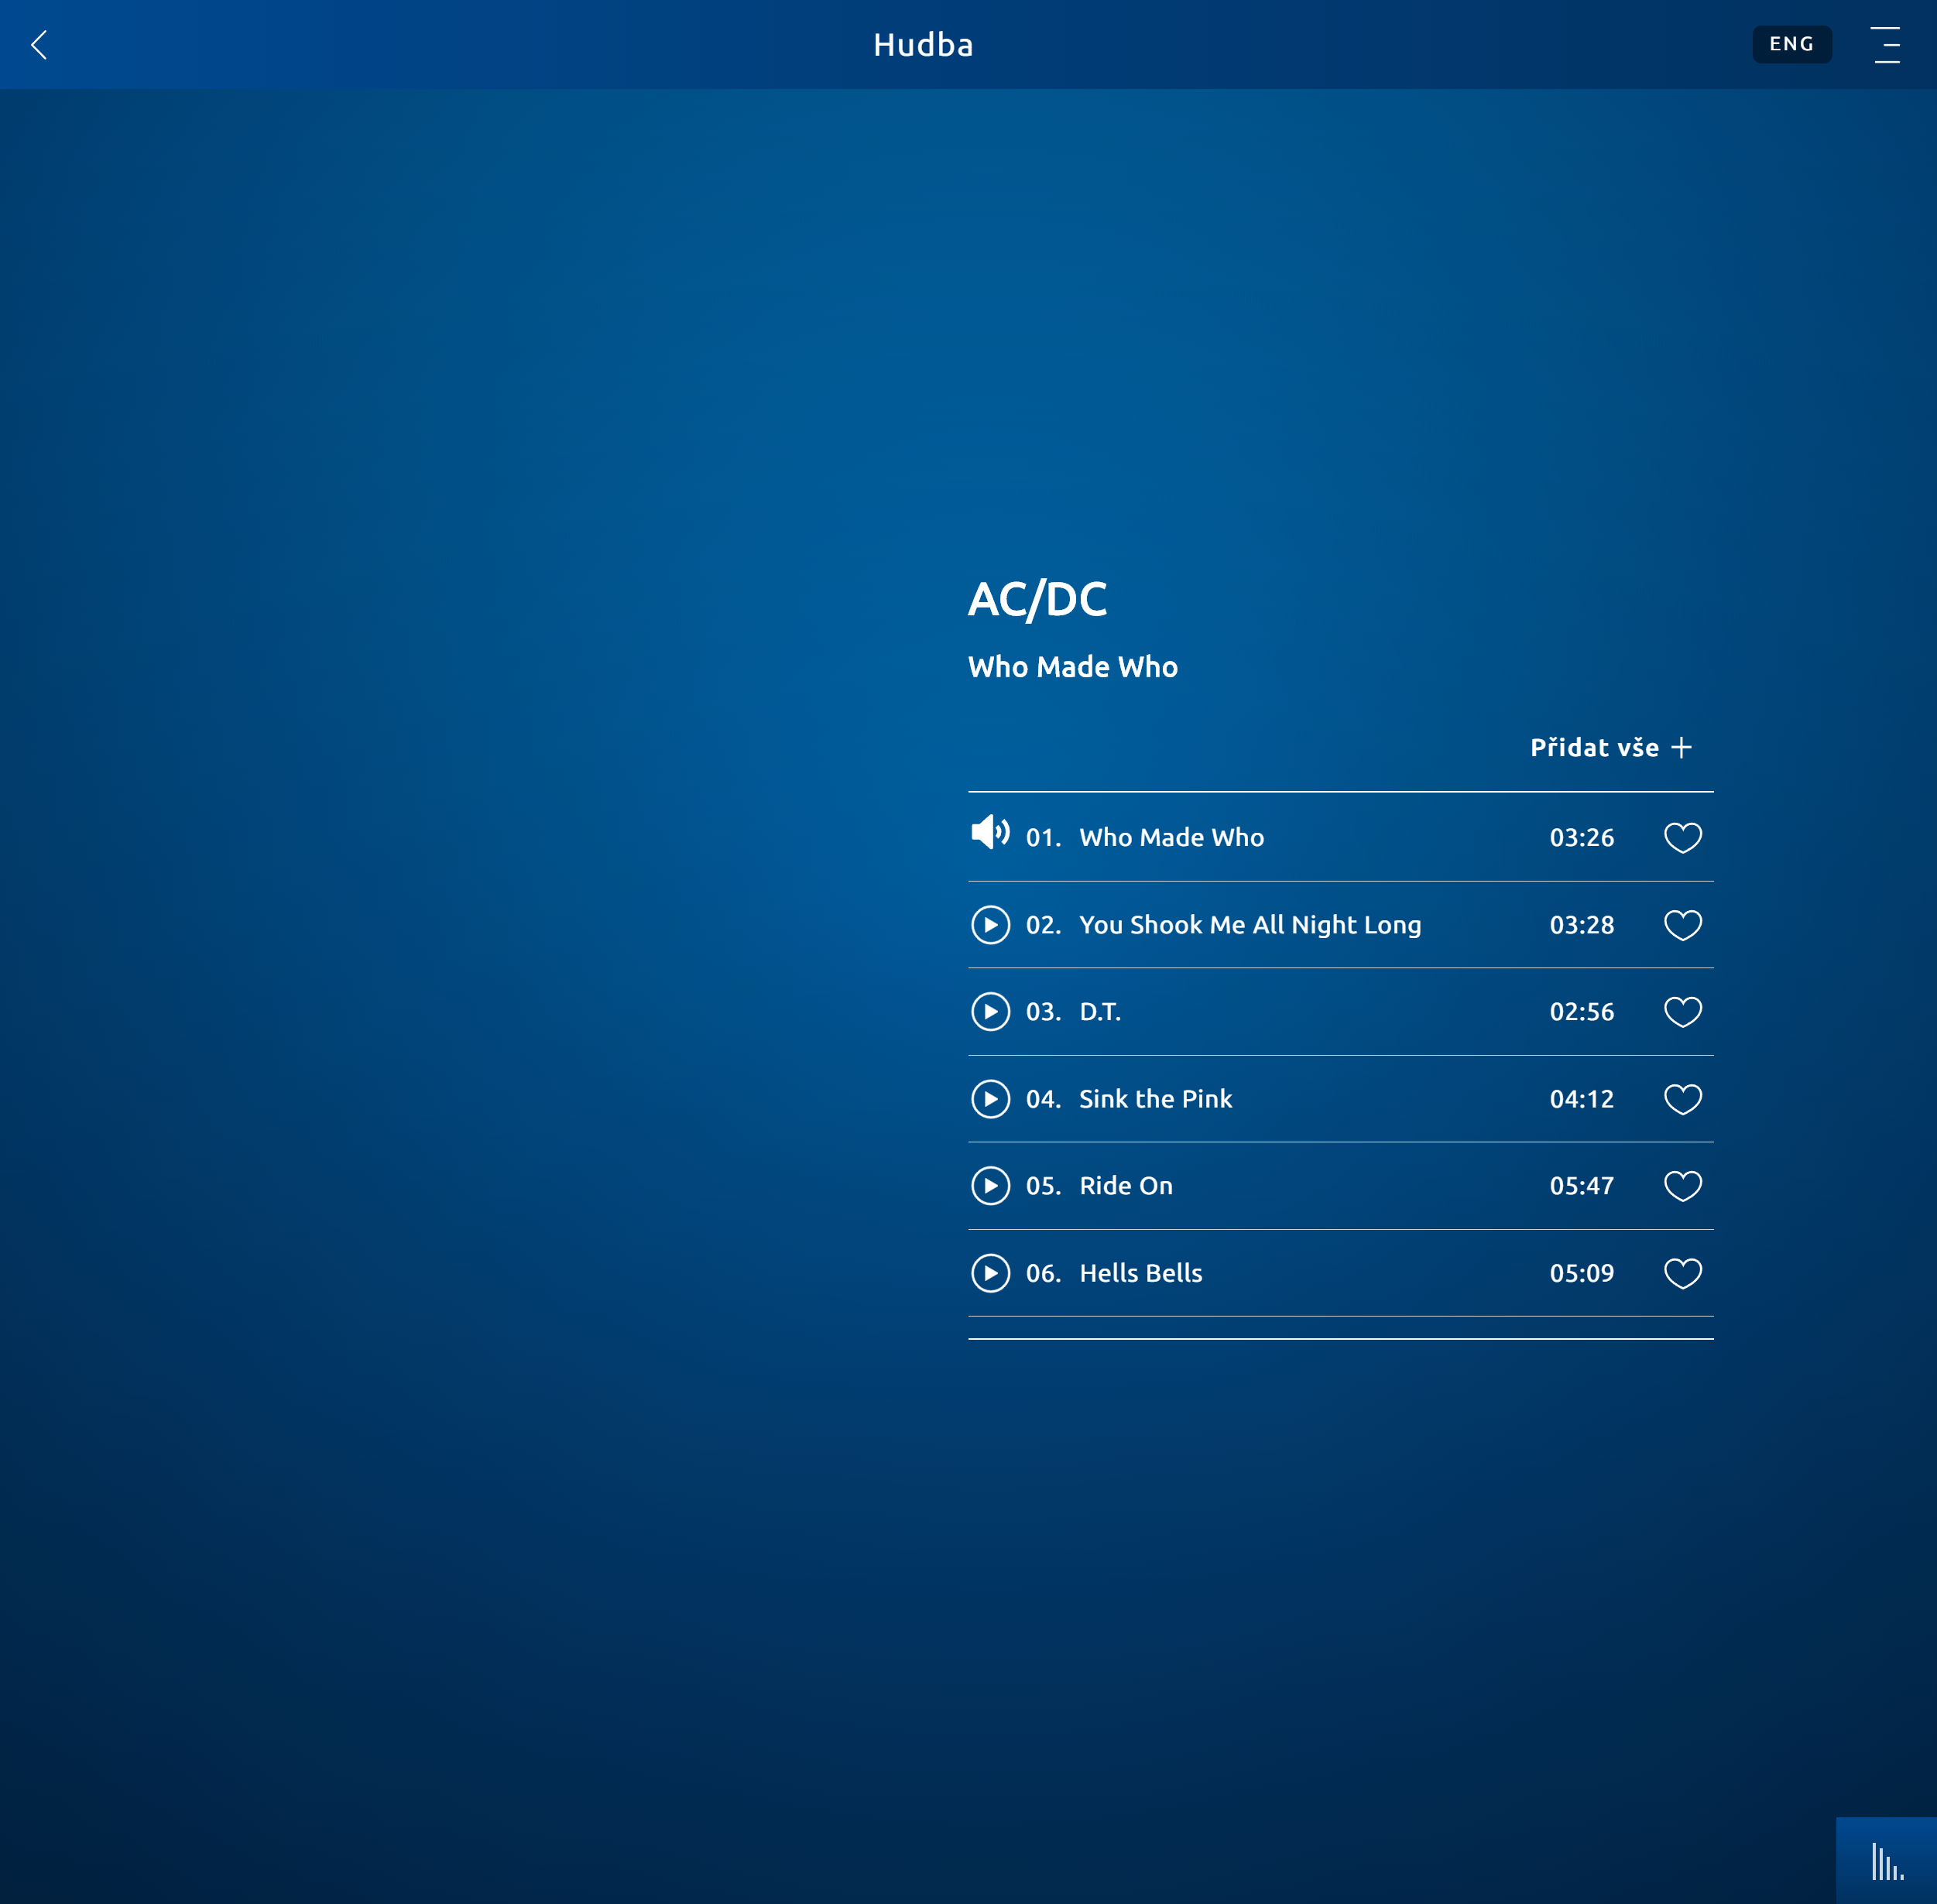 Hudba
ENG
AC/DC
Who Made Who
Přidat vše
01. Who Made Who 03:26
02. You Shook Me All Night Long 03:28
03. D.T. 02:56
04. Sink the Pink 04:12
05. Ride On 05:47
06. Hells Bells 05:09